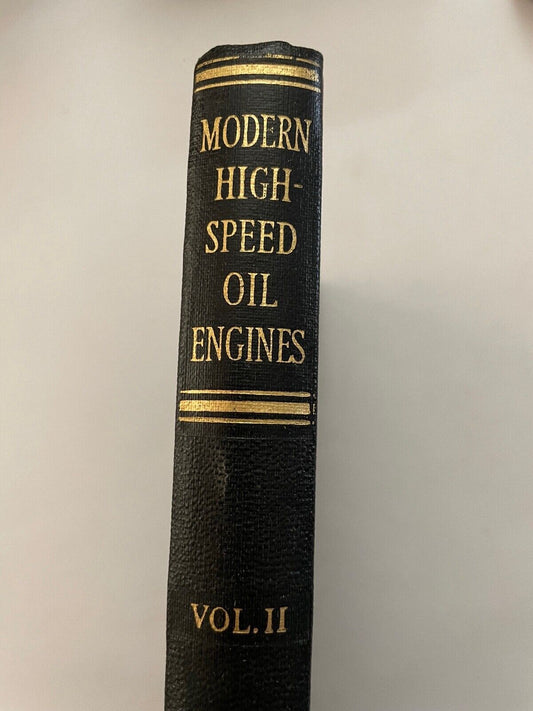 MODERN
HIGH-
SPEED
OIL
ENGINES
VOL. II